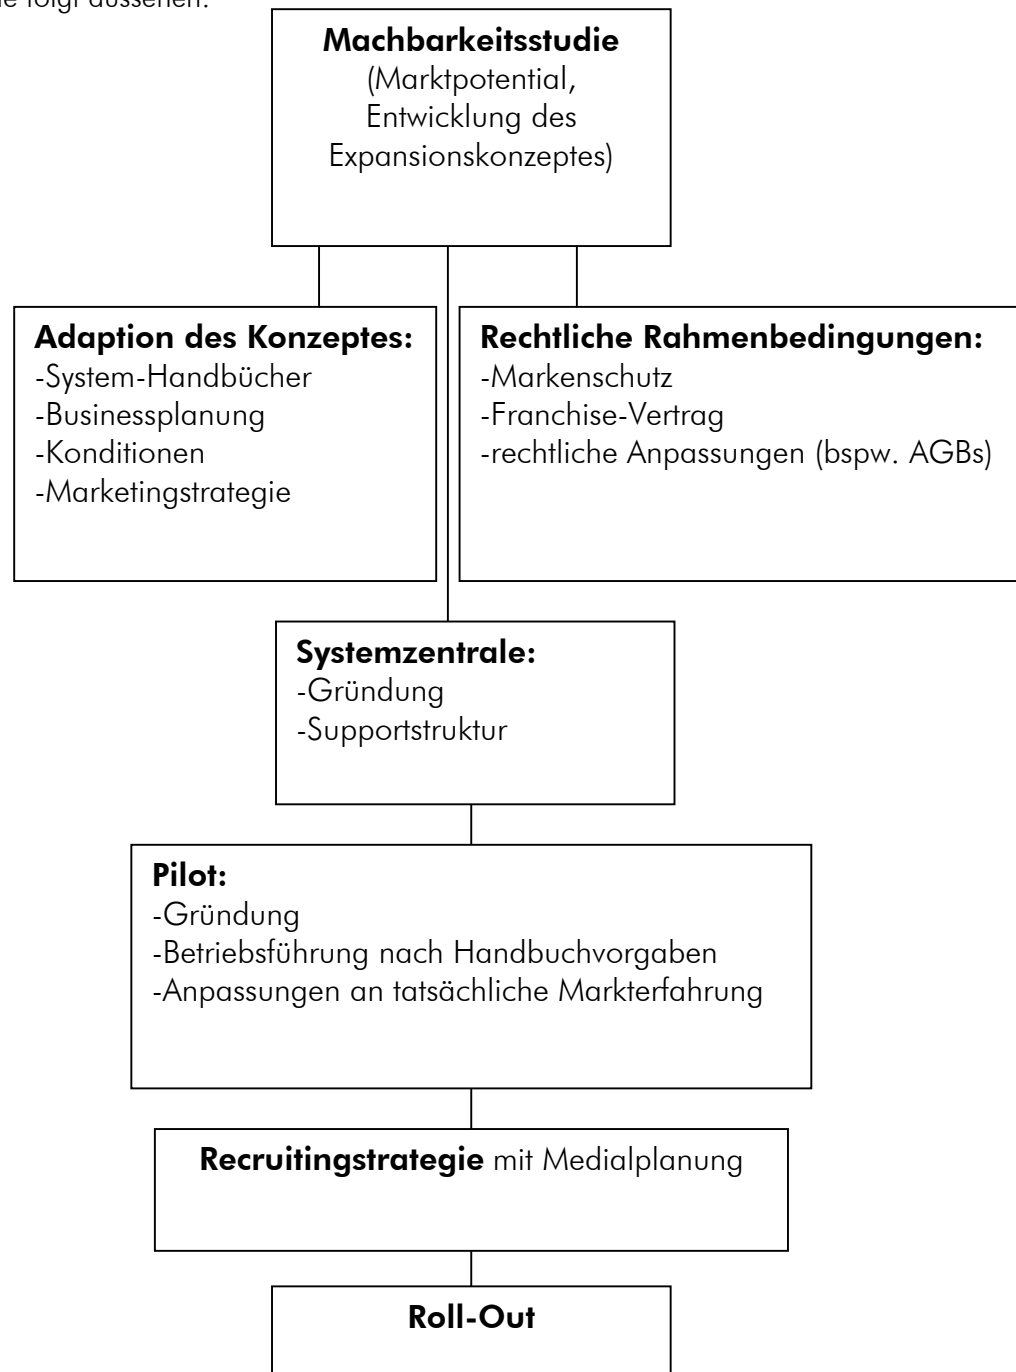 folgt aussehen:
Machbarkeitsstudie
(Marktpotential,
Entwicklung des
Expansionskonzeptes)
Adaption des Konzeptes:
-System-Handbücher
-Businessplanung
-Konditionen
-Marketingstrategie
Rechtliche Rahmenbedingungen:
-Markenschutz
-Franchise-Vertrag
-rechtliche Anpassungen (bspw. AGBs)
Systemzentrale:
-Gründung
-Supportstruktur
Pilot:
-Gründung
-Betriebsführung nach Handbuchvorgaben
-Anpassungen an tatsächliche Markterfahrung
Recruitingstrategie mit Medialplanung
Roll-Out